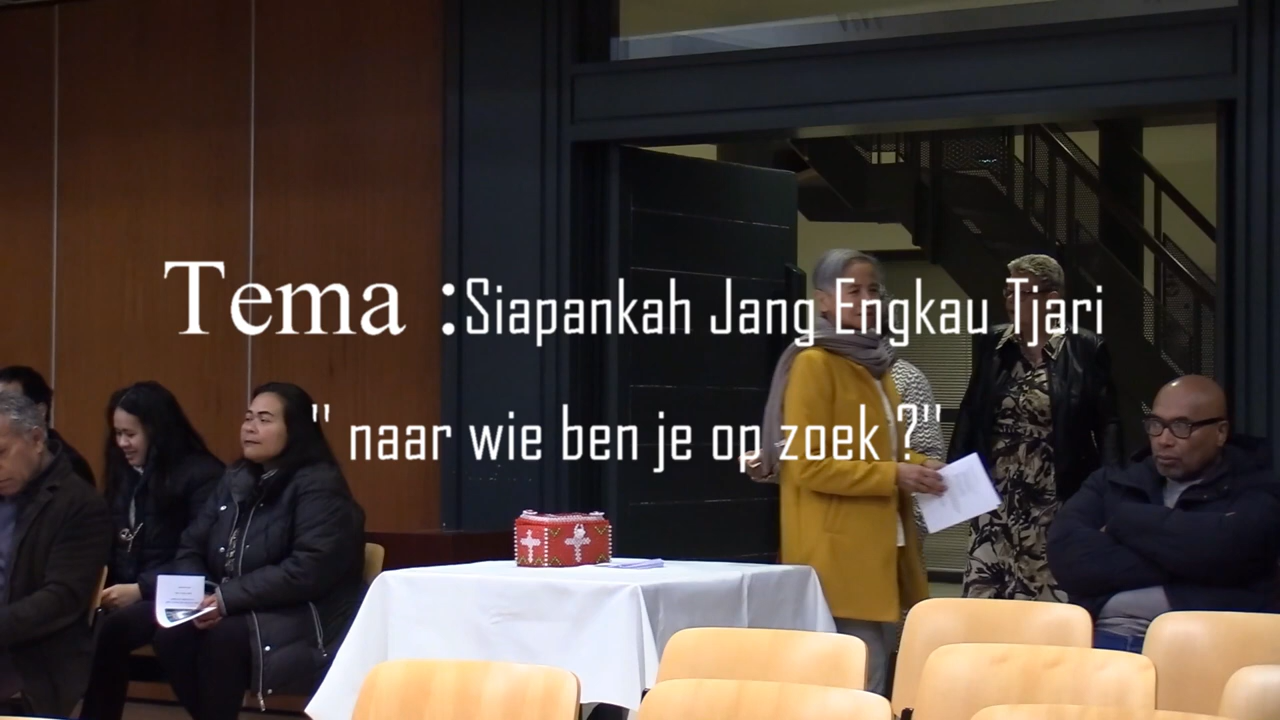 Tema : Siapankah Jang Engkau Tjari
" naar wie ben je op zoek ?"